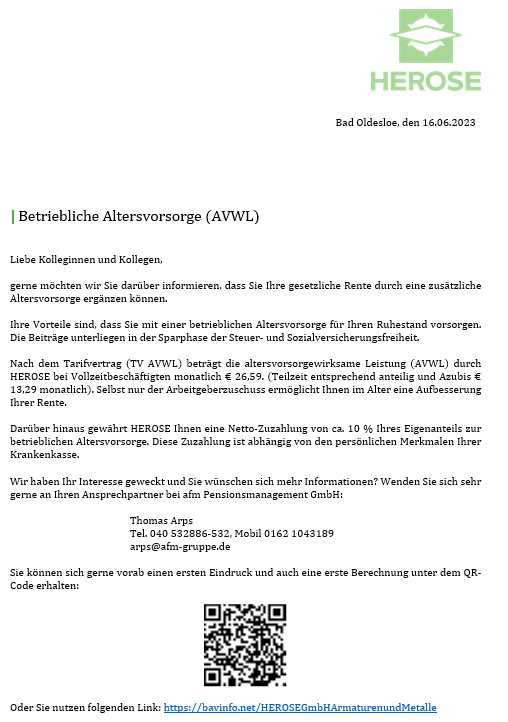 HEROSE
Bad Oldesloe, den 16.06.2023
Betriebliche Altersvorsorge (AVWL)
Liebe Kolleginnen und Kollegen,
gerne möchten wir Sie darüber informieren, dass Sie Ihre gesetzliche Rente durch eine zusätzliche
Altersvorsorge ergänzen können.
Ihre Vorteile sind, dass Sie mit einer betrieblichen Altersvorsorge für Ihren Ruhestand vorsorgen.
Die Beiträge unterliegen in der Sparphase der Steuer- und Sozialversicherungsfreiheit.
Nach dem Tarifvertrag (TV AVWL) beträgt die altersvorsorgewirksame Leistung (AVWL) durch
HEROSE bei Vollzeitbeschäftigten monatlich € 26,59. (Teilzeit entsprechend anteilig und Azubis €
13,29 monatlich). Selbst nur der Arbeitgeberzuschuss ermöglicht Ihnen im Alter eine Aufbesserung
Ihrer Rente.
Darüber hinaus gewährt HEROSE Ihnen eine Netto-Zuzahlung von ca. 10 % Ihres Eigenanteils zur
betrieblichen Altersvorsorge. Diese Zuzahlung ist abhängig von den persönlichen Merkmalen Ihrer
Krankenkasse.
Wir haben Ihr Interesse geweckt und Sie wünschen sich mehr Informationen? Wenden Sie sich sehr
gerne an Ihren Ansprechpartner bei afm Pensionsmanagement GmbH:
Thomas Arps
Tel. 040 532886-532, Mobil 0162 1043189
arps@afm-gruppe.de
Sie können sich gerne vorab einen ersten Eindruck und auch eine erste Berechnung unter dem QR-
Code erhalten:
Oder Sie nutzen folgenden Link: https://bavinfo.net/HEROSEGmbHArmaturenundMetalle